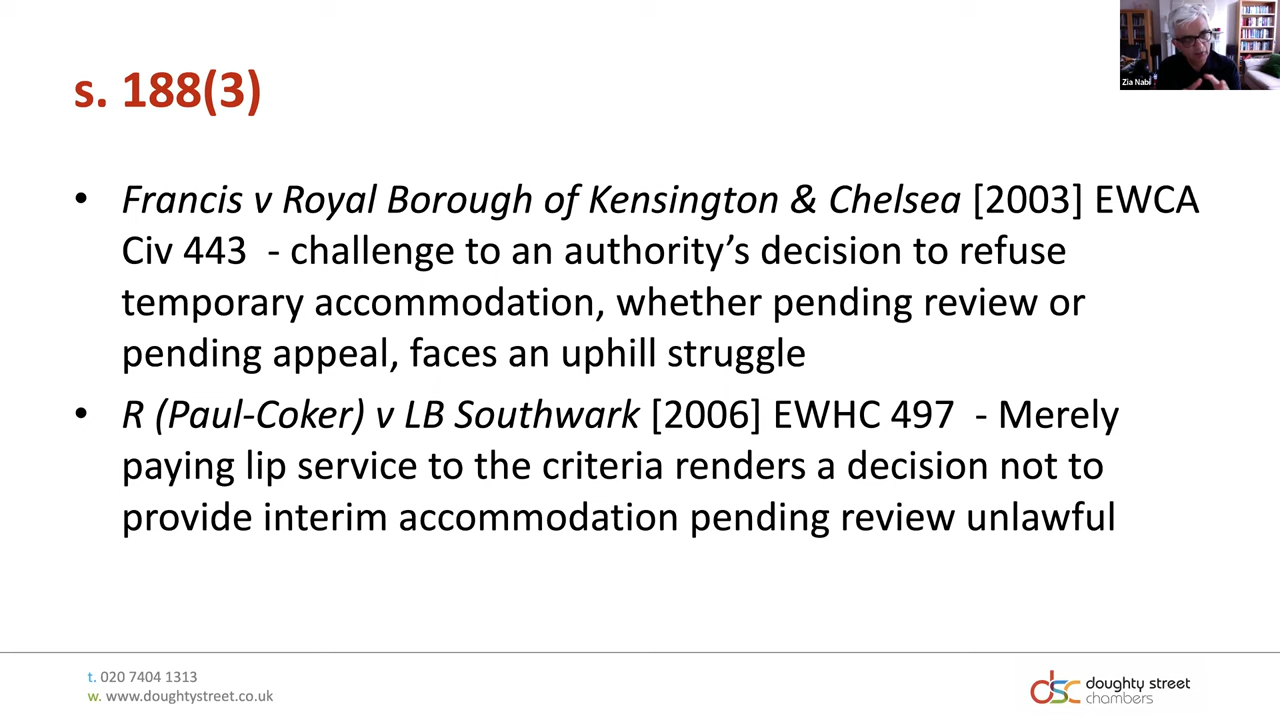 Zia Nabi
s. 188(3)
• Francis v Royal Borough of Kensington & Chelsea [2003] EWCA
Civ 443 - challenge to an authority’s decision to refuse
temporary accommodation, whether pending review or
pending appeal, faces an uphill struggle
• R (Paul-Coker) v LB Southwark [2006] EWHC 497 - Merely
paying lip service to the criteria renders a decision not to
provide interim accommodation pending review unlawful
t. 020 7404 1313
w. www.doughtystreet.co.uk
dsc doughty street
chambers